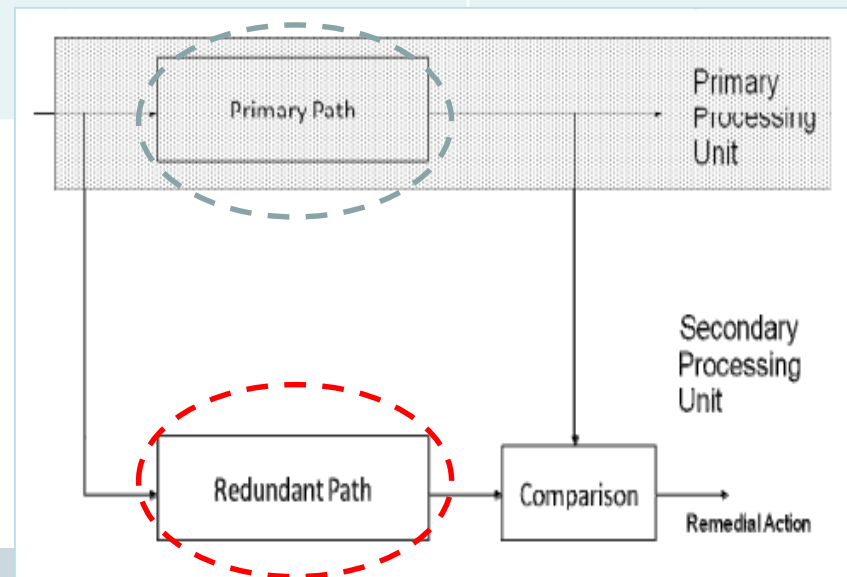 Primary Path
Primary
Processing
Unit
Secondary
Processing
Unit
Redundant Path
Comparison
Remedial Action